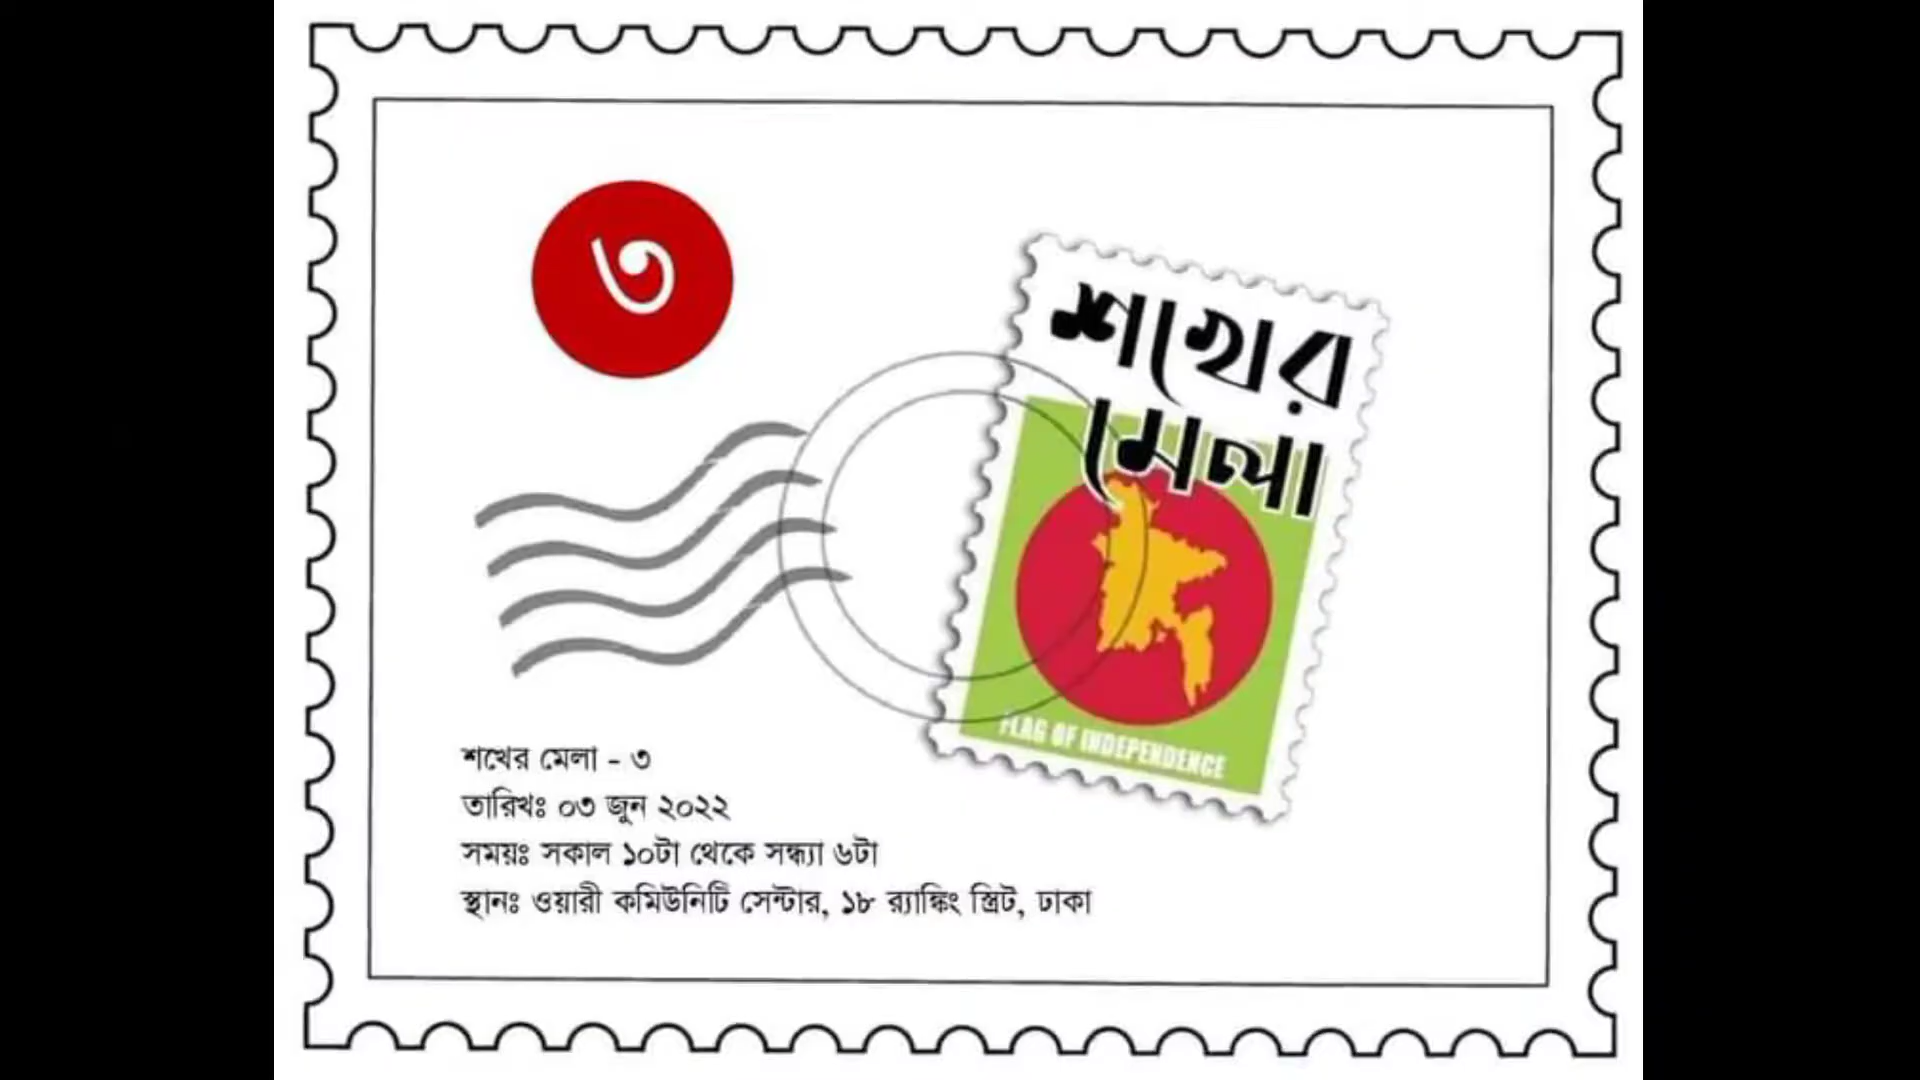 ৩
শখের
মেলা
FLAG OF INDEPENDENCE
শখের মেলা - ৩
তারিখঃ ০৩ জুন ২০২২
সময়ঃ সকাল ১০টা থেকে সন্ধ্যা ৬টা
স্থানঃ ওয়ারী কমিউনিটি সেন্টার, ১৮ র‍্যাঙ্কিং স্ত্রিট, ঢাকা